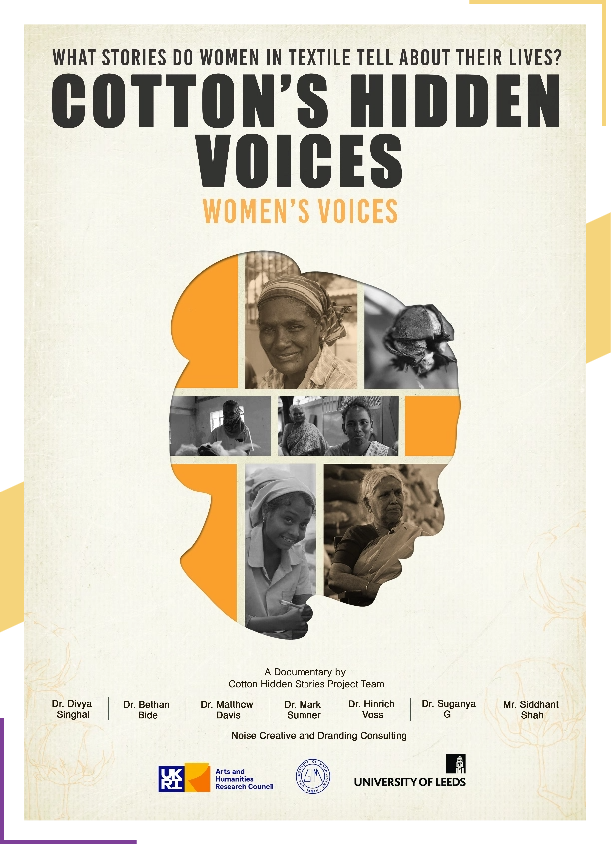 WHAT STORIES DO WOMEN IN TEXTILE TELL ABOUT THEIR LIVES?
COTTON'S HIDDEN
VOICES
WOMEN'S VOICES
A Documentary by
Cotton Hidden Stories Project Team
Dr. Divya
Singhal
Dr. Bethan
Bide
Dr. Matthew
Davis
Dr. Mark
Sumner
Dr. Hinrich
Voss
Dr. Suganya
G
Mr. Siddhant
Shah
Noise Creative and Dranding Consulting
UK
RI
Arts and
Humanities
Research Council
UNIVERSITY OF LEEDS